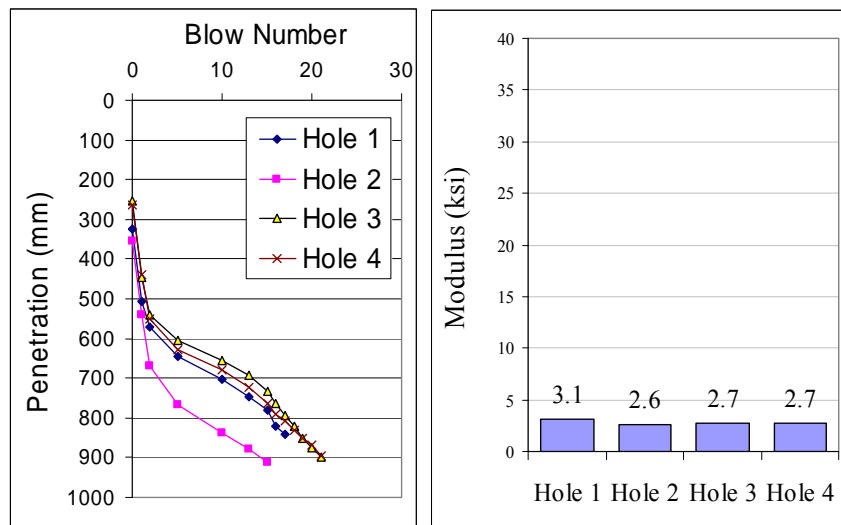 Blow Number
0 10 20 30
0
100
200
300
400
500
600
700
800
900
1000
Penetration (mm)
Hole 1
Hole 2
Hole 3
Hole 4
40
35
30
25
20
15
10
5
0
Modulus (ksi)
3.1 2.6 2.7 2.7
Hole 1 Hole 2 Hole 3 Hole 4